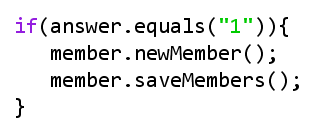 if(answer.equals("1")){
   member.newMember();
   member.saveMembers();
}